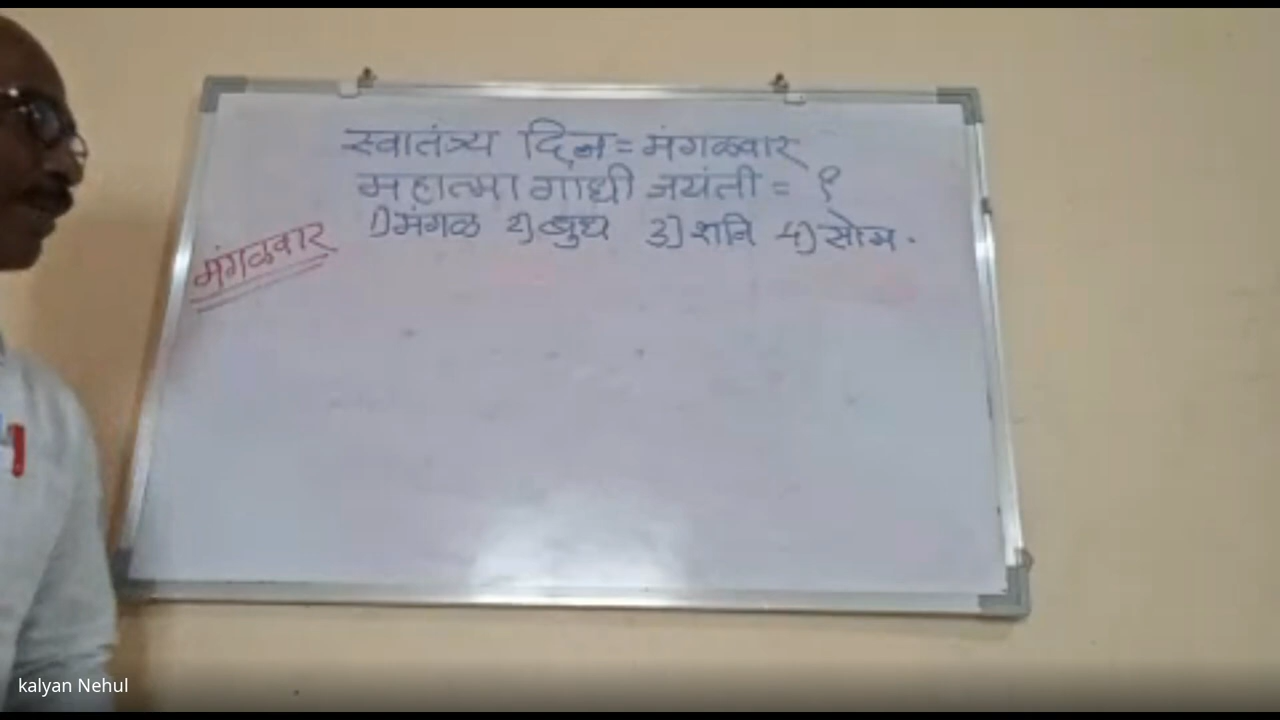 स्वातंत्र्य दिन = मंगळवार
महात्मा गांधी जयंती = ?
1) मंगळ 2) बुध 3) शनि 4) सोम.
मंगळवार
kalyan Nehul